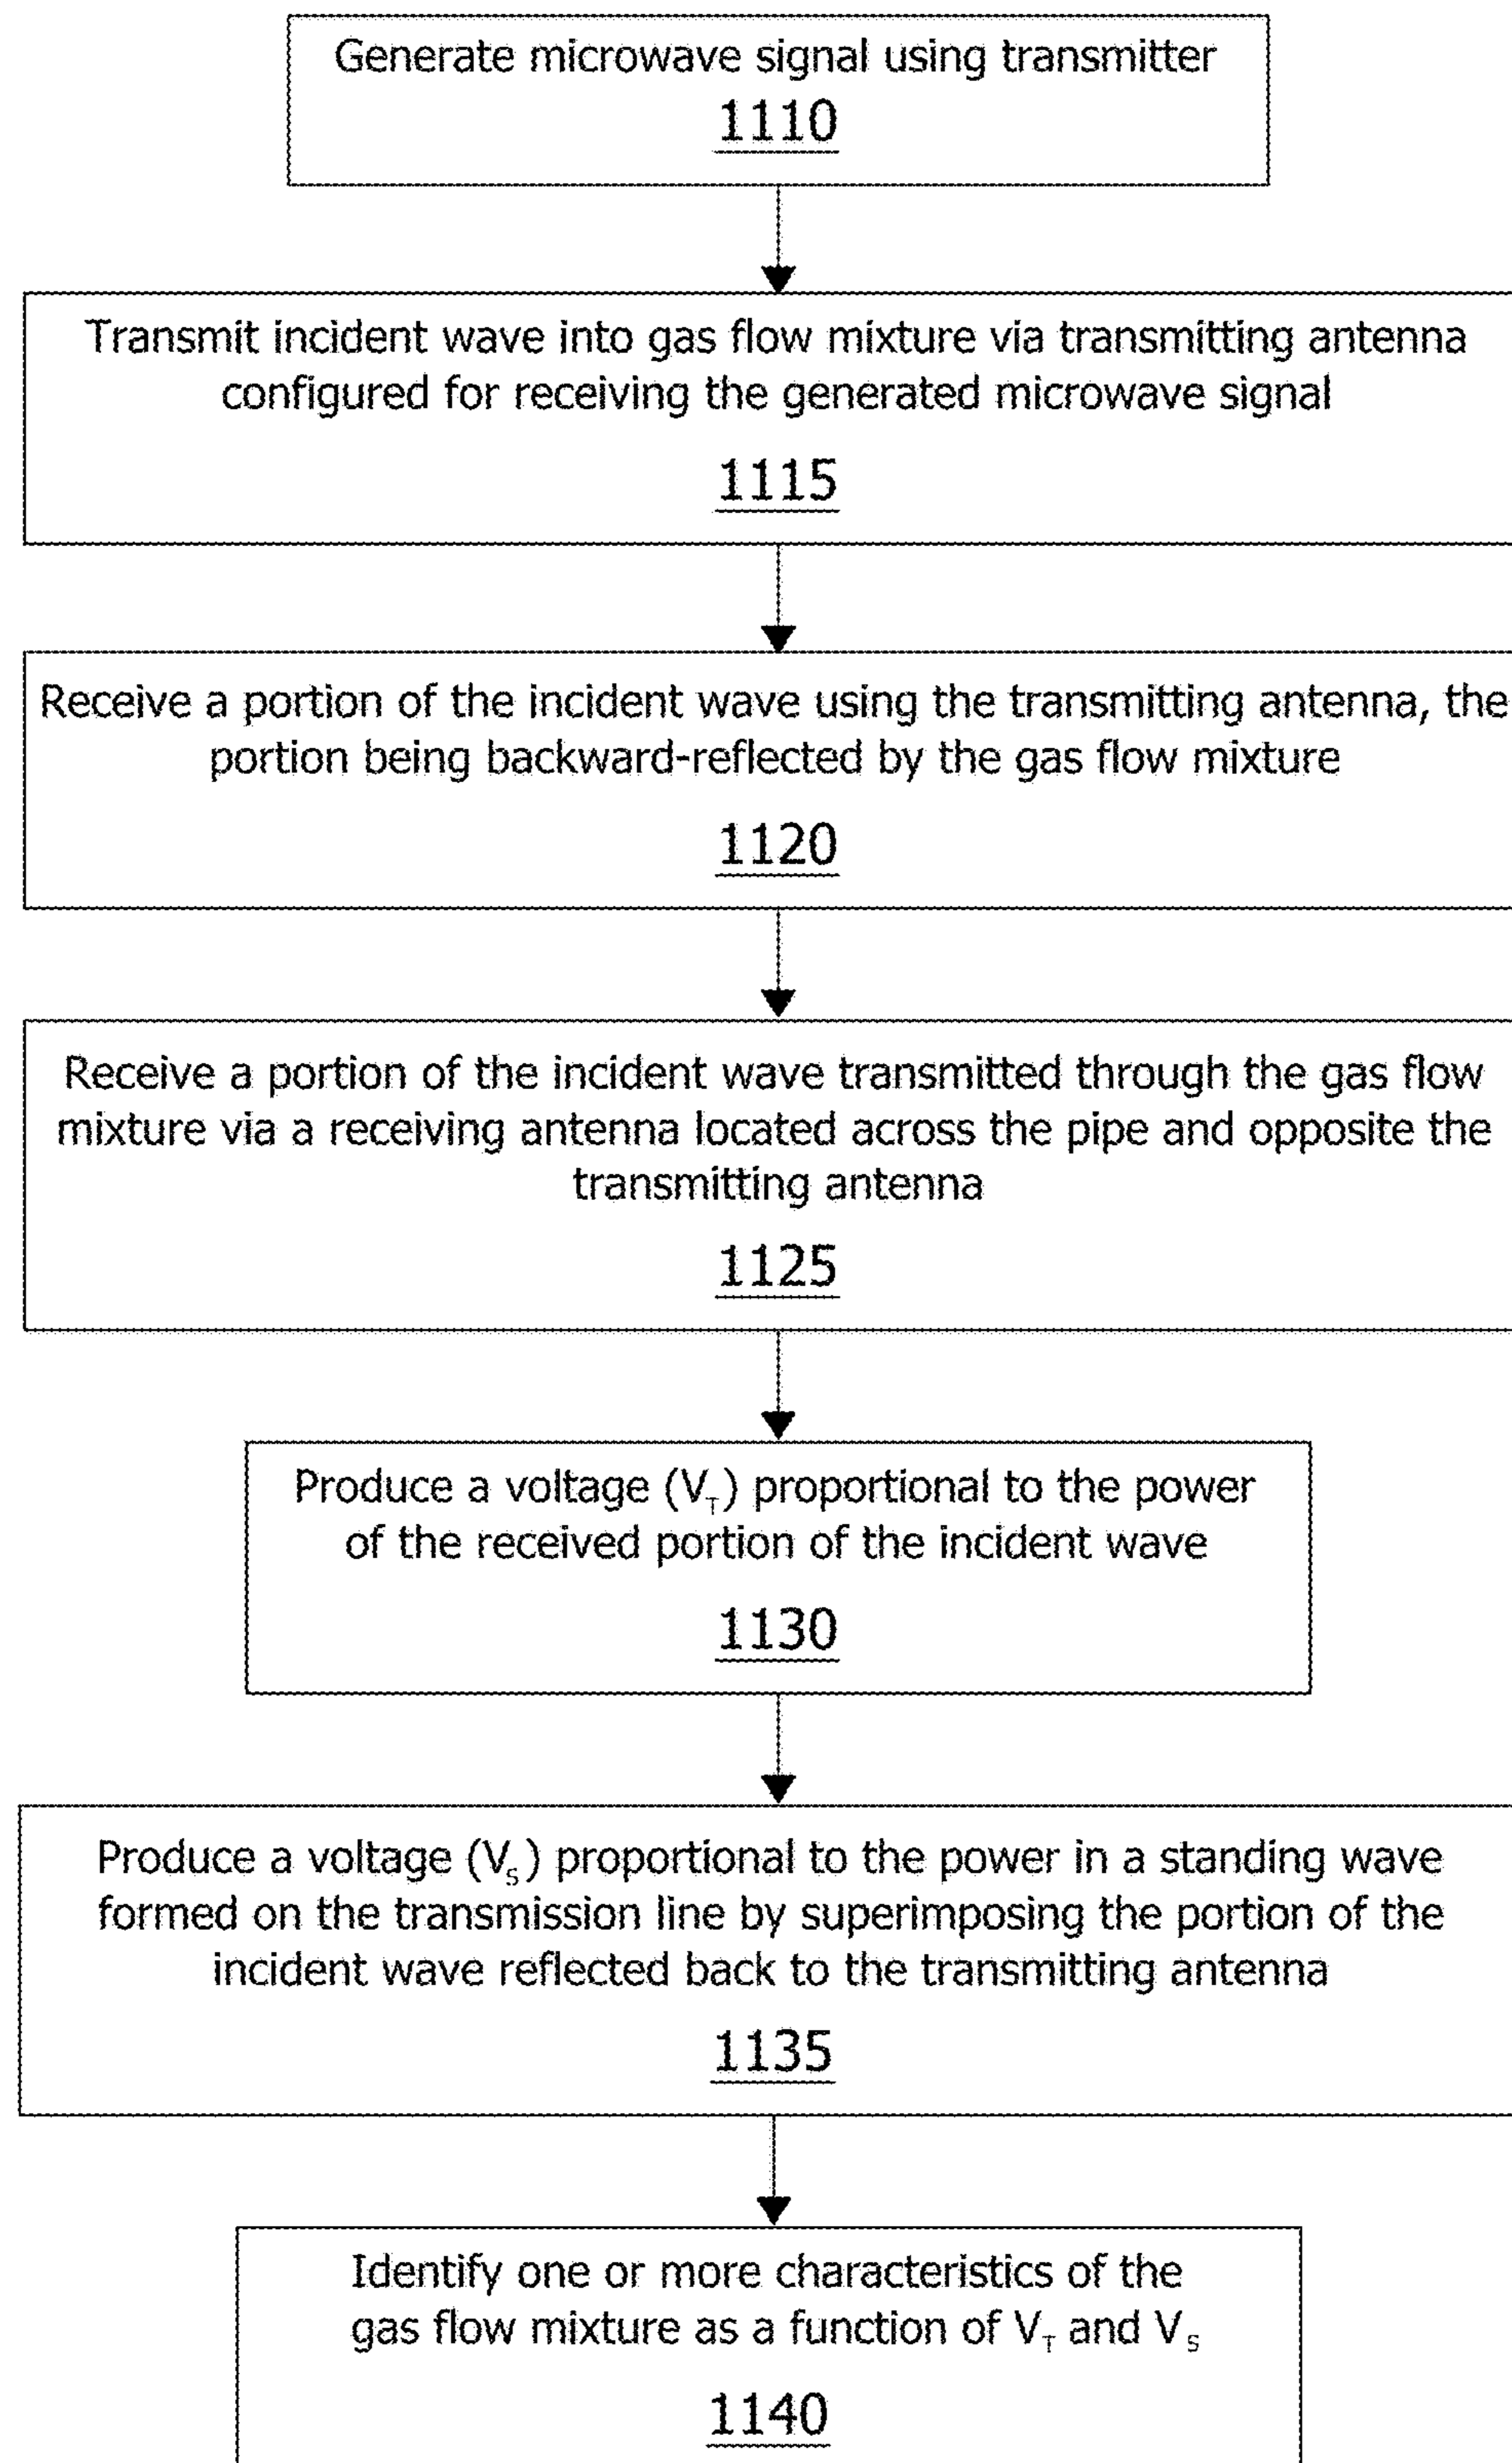 Generate microwave signal using transmitter
1110
Transmit incident wave into gas flow mixture via transmitting antenna
configured for receiving the generated microwave signal
1115
Receive a portion of the incident wave using the transmitting antenna, the
portion being backward-reflected by the gas flow mixture
1120
Receive a portion of the incident wave transmitted through the gas flow
mixture via a receiving antenna located across the pipe and opposite the
transmitting antenna
1125
Produce a voltage (V_T) proportional to the power
of the received portion of the incident wave
1130
Produce a voltage (V_s) proportional to the power in a standing wave
formed on the transmission line by superimposing the portion of the
incident wave reflected back to the transmitting antenna
1135
Identify one or more characteristics of the
gas flow mixture as a function of V_T and V_s
1140